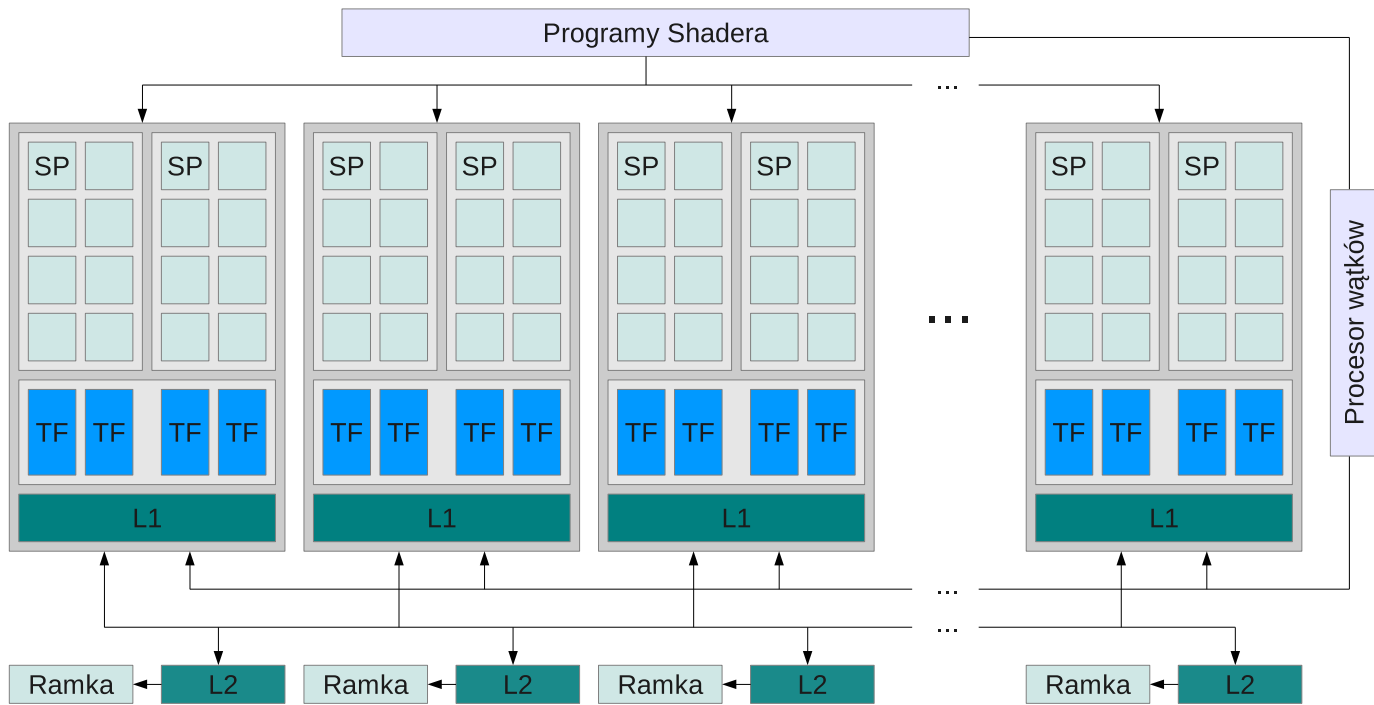 Programy Shadera
...
SP SP SP SP SP SP SP SP
...
Procesor wątków
TF TF TF TF TF TF TF TF TF TF TF TF TF TF TF TF
L1 L1 L1 L1
...
...
Ramka L2 Ramka L2 Ramka L2 Ramka L2